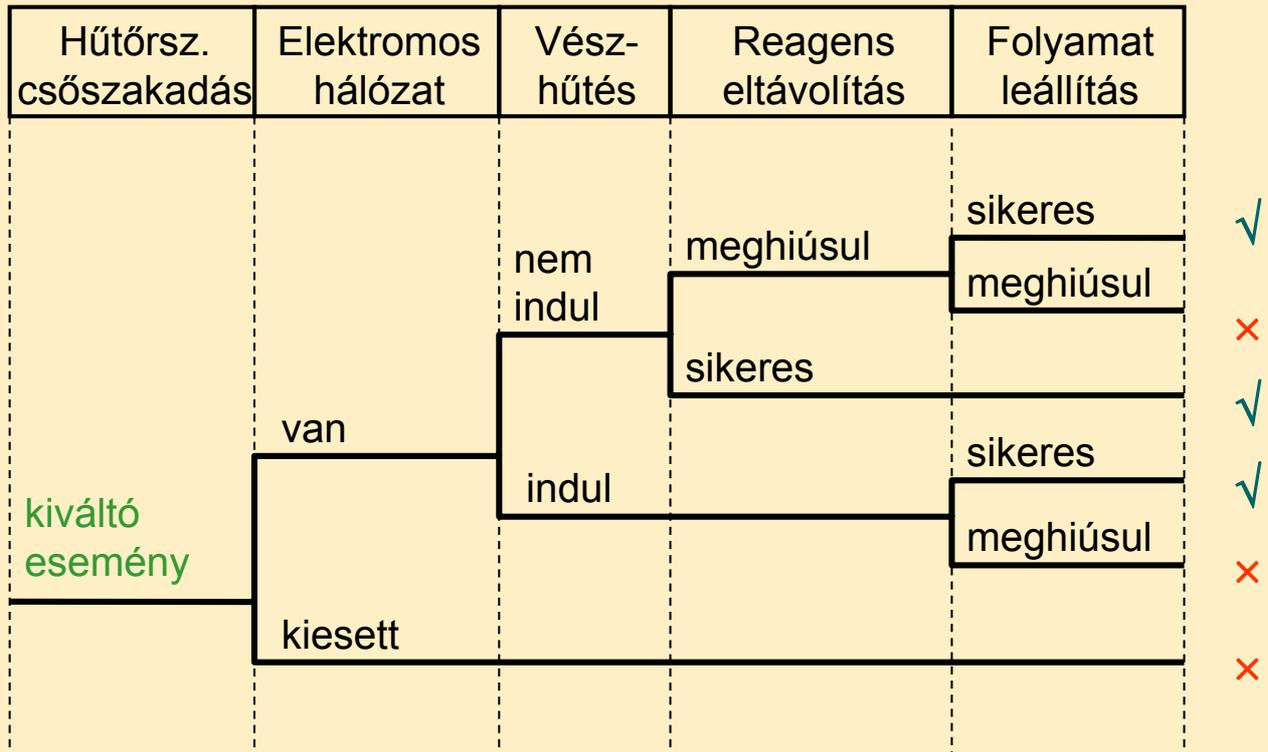 Hűtőrsz.
csőszakadás
Elektromos
hálózat
Vész-
hűtés
Reagens
eltávolítás
Folyamat
leállítás
sikeres
√
meghiúsul
nem
indul
meghiúsul
×
sikeres
√
van
sikeres
√
indul
kiváltó
esemény
meghiúsul
×
kiesett
×